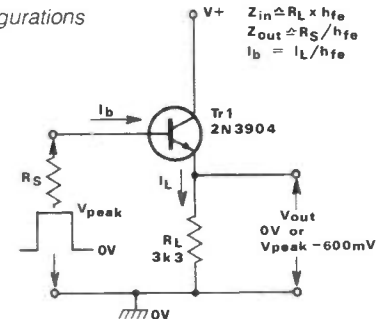 gurations
V+
Zin ≏ RL x hfe
Zout ≏ RS/hfe
Ib = IL/hfe
Ib
Tr1
2N3904
RS
IL
Vpeak
0V
RL
3k3
Vout
0V or
Vpeak-600mV
0V